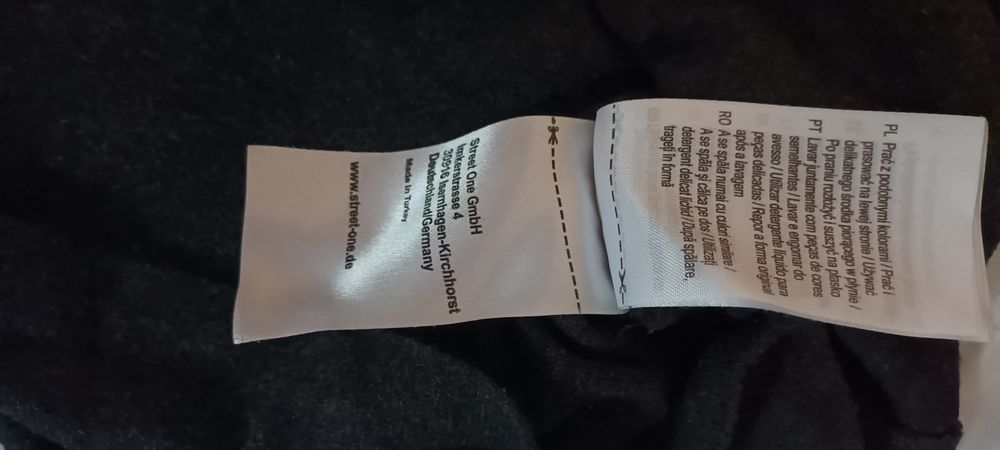 PL Prać z podobnymi kolorami / Prać i
prasować na lewej stronie / Używać
delikatnego środka piorącego w płynie /
Po praniu rozłożyć i suszyć na płasko
PT Lavar juntamente com peças de cores
semelhantes / Lavar e engomar do
avesso / Utilizar detergente líquido para
peças delicadas / Repor a forma original
após a lavagem
RO A se spăla numai cu culori similare /
A se spăla și călca pe dos / Utilizați
detergent delicat lichid / După spălare,
trageți în formă
Street One GmbH
Imkerstrasse 4
30916 Isernhagen-Kirchhorst
Deutschland/Germany
Made in Turkey
www.street-one.de